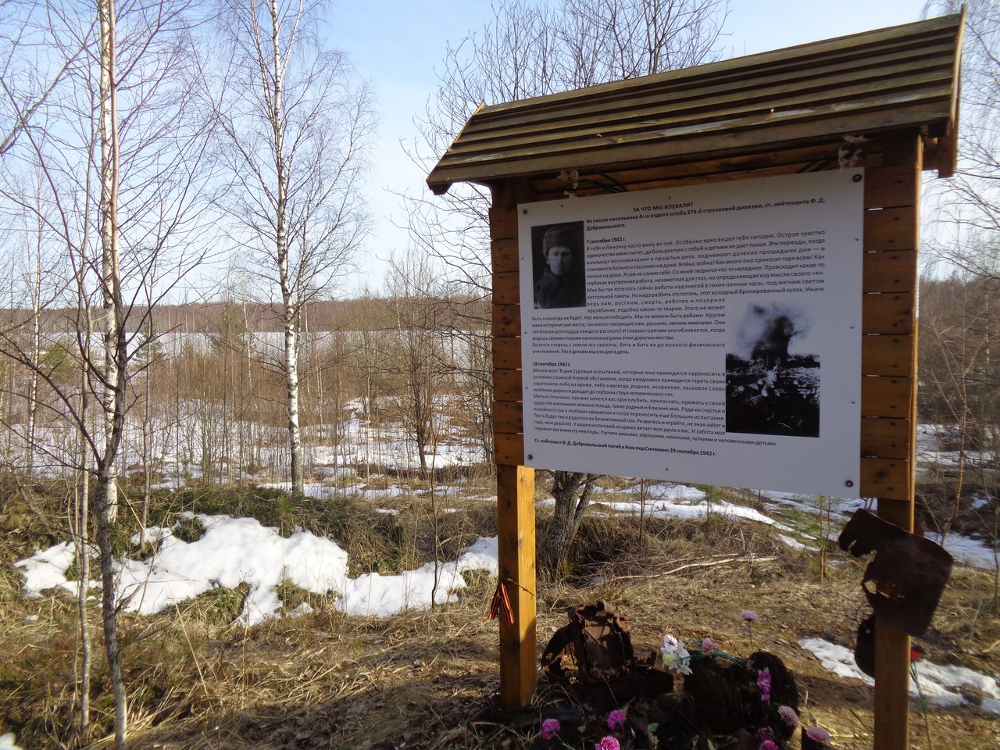 ЗА ЧТО МЫ ВОЕВАЛИ?
Из писем начальника 4-го отдела штаба 374-й стрелковой дивизии, ст. лейтенанта Ф. Д.
Добровольского.
7 сентября 1942 г.
Я тебя и Леночку часто вижу во сне. Особенно ярко видел тебя сегодня. Острое чувство
одиночества меня гнетет, да боль разлуки с тобой и детьми не дает покоя. Эти периоды, когда
нахлынут воспоминания о прошлых днях, поднимают далекие прошедшие дни — и
становится больно и тоскливо на душе. Война, война! Как много она приносит горя всем! Как
погано на душе. Я сам не узнаю себя. Со мной творится что-то неладное. Происходит какая-то
глубокая внутренняя работа, незаметная для глаз, но определяющая ход мысли своего «я».
Мне бы так хотелось сейчас работы над книгой в тихие ночные часы, под мягким светом
настольной лампы. Но надо разбить эту погань, этот холодный бронированный кулак. Иначе
ведь нам, русским, смерть, рабство и позорное
прозябание, подобно каким-то тварям. Этого не может
быть и никогда не будет. Нас нельзя победить. Мы не можем быть рабами. Кругом
меня исторические места, так много говорящие нам, русским, своими именами. Они
так близки для сердца каждого русского! И гневом горячим оно обливается, когда
видишь своими глазами нанесенные раны этим дорогим местам.
Хочется стереть с земли эту сволочь, бить и бить их до полного физического
уничтожения. Это и делаем мы изо дня в день.
18 сентября 1942 г.
Милая моя! В дни суровых испытаний, которые мне приходится переносить в
условиях сложной боевой обстановки, когда ежедневно приходится терять своих
соратников либо на время, либо навсегда, родное, искреннее, ласковое слово
особенно дорого и доходит до глубоких струн человеческого «я».
Милые птенчики, как мне хочется вас приголубить, приласкать, прижать к своей
груди эти маленькие нежные тельца, такие родные и близкие мне. Ради их счастья и
покойного сна в глубоких кроватках я готов переносить еще большие испытания.
Пусть будет тих и радостен их безмятежный сон. Резвитесь и играйте, не зная забот и
горя, мои дорогие. У ваших изголовий незримо витает моя дума о вас. И забота моя
сохранит вас в минуту невзгоды. Растите умными, хорошими, нежными, чуткими и человечными детьми.
Ст. лейтенант Ф. Д. Добровольский погиб в бою под Синявино 29 сентября 1942 г.